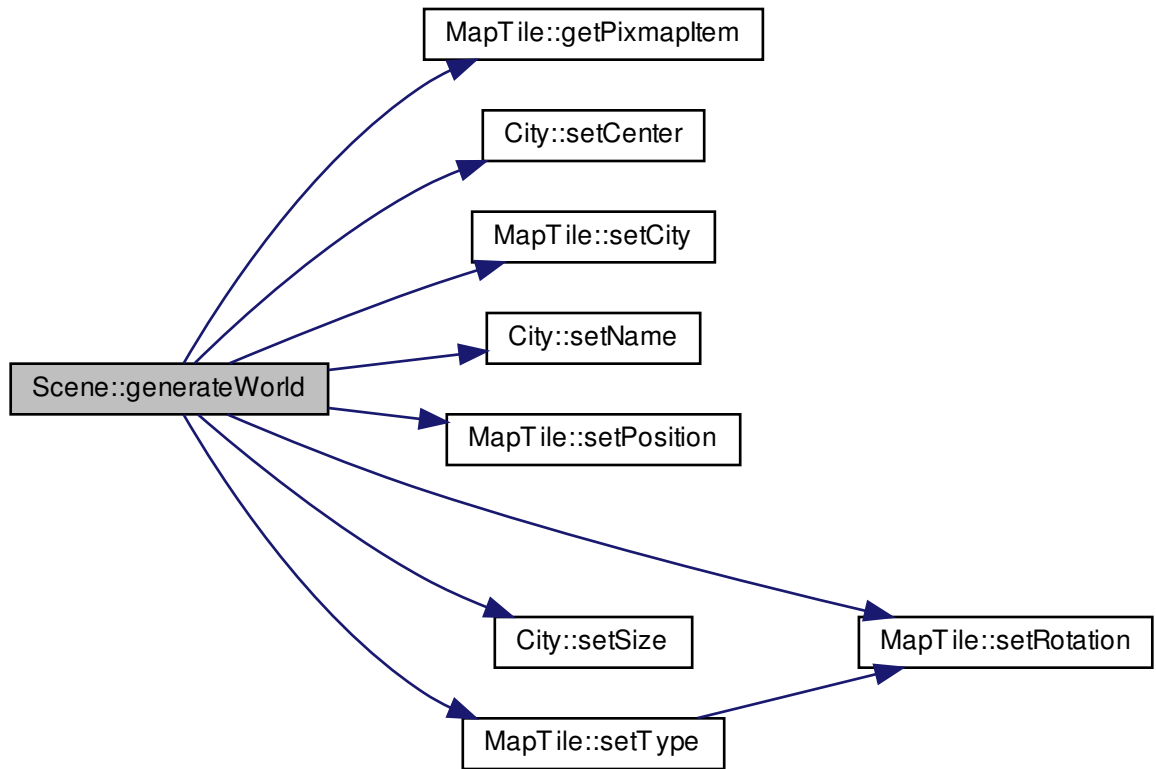 MapTile::getPixmapItem
City::setCenter
MapTile::setCity
City::setName
Scene::generateWorld
MapTile::setPosition
City::setSize
MapTile::setRotation
MapTile::setType